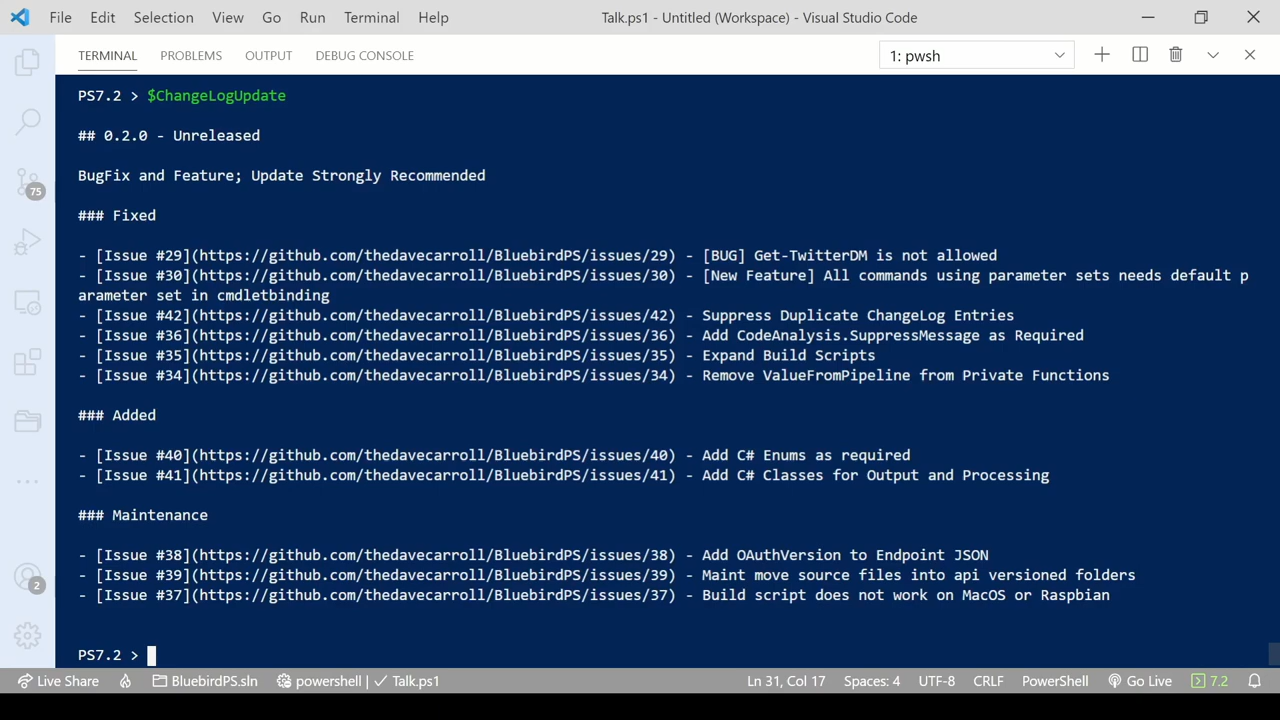 File Edit Selection View Go Run Terminal Help Talk.ps1 - Untitled (Workspace) - Visual Studio Code
TERMINAL PROBLEMS OUTPUT DEBUG CONSOLE 1: pwsh
PS7.2 > $ChangeLogUpdate
## 0.2.0 - Unreleased
BugFix and Feature; Update Strongly Recommended
### Fixed
- [Issue #29](https://github.com/thedavecarroll/BluebirdPS/issues/29) - [BUG] Get-TwitterDM is not allowed
- [Issue #30](https://github.com/thedavecarroll/BluebirdPS/issues/30) - [New Feature] All commands using parameter sets needs default p
arameter set in cmdletbinding
- [Issue #42](https://github.com/thedavecarroll/BluebirdPS/issues/42) - Suppress Duplicate ChangeLog Entries
- [Issue #36](https://github.com/thedavecarroll/BluebirdPS/issues/36) - Add CodeAnalysis.SuppressMessage as Required
- [Issue #35](https://github.com/thedavecarroll/BluebirdPS/issues/35) - Expand Build Scripts
- [Issue #34](https://github.com/thedavecarroll/BluebirdPS/issues/34) - Remove ValueFromPipeline from Private Functions
### Added
- [Issue #40](https://github.com/thedavecarroll/BluebirdPS/issues/40) - Add C# Enums as required
- [Issue #41](https://github.com/thedavecarroll/BluebirdPS/issues/41) - Add C# Classes for Output and Processing
### Maintenance
- [Issue #38](https://github.com/thedavecarroll/BluebirdPS/issues/38) - Add OAuthVersion to Endpoint JSON
- [Issue #39](https://github.com/thedavecarroll/BluebirdPS/issues/39) - Maint move source files into api versioned folders
- [Issue #37](https://github.com/thedavecarroll/BluebirdPS/issues/37) - Build script does not work on MacOS or Raspbian
PS7.2 >
75
2
Live Share BluebirdPS.sln powershell | ✓ Talk.ps1 Ln 31, Col 17 Spaces: 4 UTF-8 CRLF PowerShell Go Live 7.2